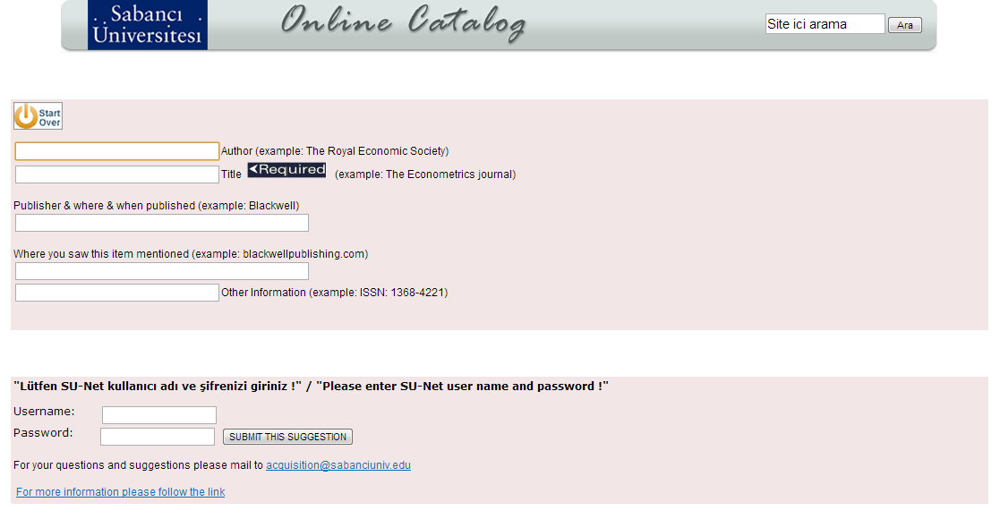 Sabancı
Üniversitesi
Online Catalog
Site ici arama
Ara
Start
Over
Author (example: The Royal Economic Society)
Title <Required (example: The Econometrics journal)
Publisher & where & when published (example: Blackwell)
Where you saw this item mentioned (example: blackwellpublishing.com)
Other Information (example: ISSN: 1368-4221)
"Lütfen SU-Net kullanıcı adı ve şifrenizi giriniz !" / "Please enter SU-Net user name and password !"
Username:
Password: SUBMIT THIS SUGGESTION
For your questions and suggestions please mail to acquisition@sabanciuniv.edu
For more information please follow the link